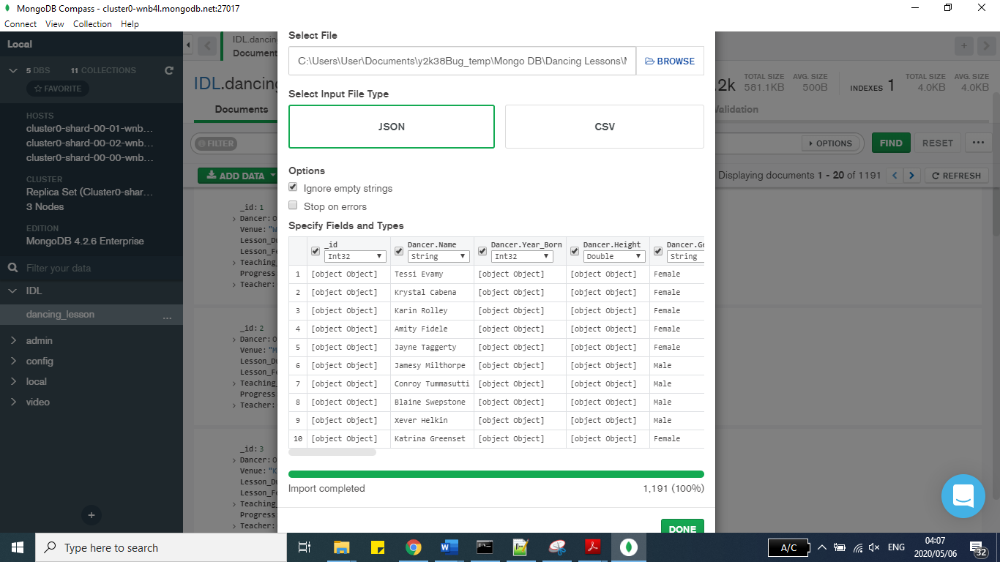 MongoDB Compass - cluster0-wnb4l.mongodb.net:27017
Connect View Collection Help
Local
5 DBS 11 COLLECTIONS
FAVORITE
HOSTS
cluster0-shard-00-01-wnb...
cluster0-shard-00-02-wnb...
cluster0-shard-00-00-wnb...
CLUSTER
Replica Set (Cluster0-shar...
3 Nodes
EDITION
MongoDB 4.2.6 Enterprise
Filter your data
IDL
dancing_lesson ...
admin
config
local
video
IDL.dancing
Documents
IDL.dancing
.2k TOTAL SIZE 581.1KB AVG. SIZE 500B INDEXES 1 TOTAL SIZE 4.0KB AVG. SIZE 4.0KB
Documents
Validation
FILTER
OPTIONS FIND RESET ...
ADD DATA
Displaying documents 1 - 20 of 1191 REFRESH
_id: 1
Dancer: O
Venue: "W
Lesson_Du
Lesson_Fe
Teaching_
Progress
Teacher:
_id: 2
Dancer: O
Venue: "M
Lesson_Du
Lesson_Fe
Teaching_
Progress
Teacher:
_id: 3
Dancer: O
Venue: "K
Lesson_Du
Lesson_Fe
Teaching_
Progress
Teacher:
Select File
C:\Users\User\Documents\y2k38Bug_temp\Mongo DB\Dancing Lessons\M BROWSE
Select Input File Type
JSON CSV
Options
Ignore empty strings
Stop on errors
Specify Fields and Types
_id Dancer.Name Dancer.Year_Born Dancer.Height Dancer.Ge
Int32 String Int32 Double String
1 [object Object] Tessi Evamy [object Object] [object Object] Female
2 [object Object] Krystal Cabena [object Object] [object Object] Female
3 [object Object] Karin Rolley [object Object] [object Object] Female
4 [object Object] Amity Fidele [object Object] [object Object] Female
5 [object Object] Jayne Taggerty [object Object] [object Object] Female
6 [object Object] Jamesy Milthorpe [object Object] [object Object] Male
7 [object Object] Conroy Tummasutti [object Object] [object Object] Male
8 [object Object] Blaine Swepstone [object Object] [object Object] Male
9 [object Object] Xever Helkin [object Object] [object Object] Male
10 [object Object] Katrina Greenset [object Object] [object Object] Female
Import completed 1,191 (100%)
DONE
Type here to search
A/C ENG 04:07
2020/05/06 32